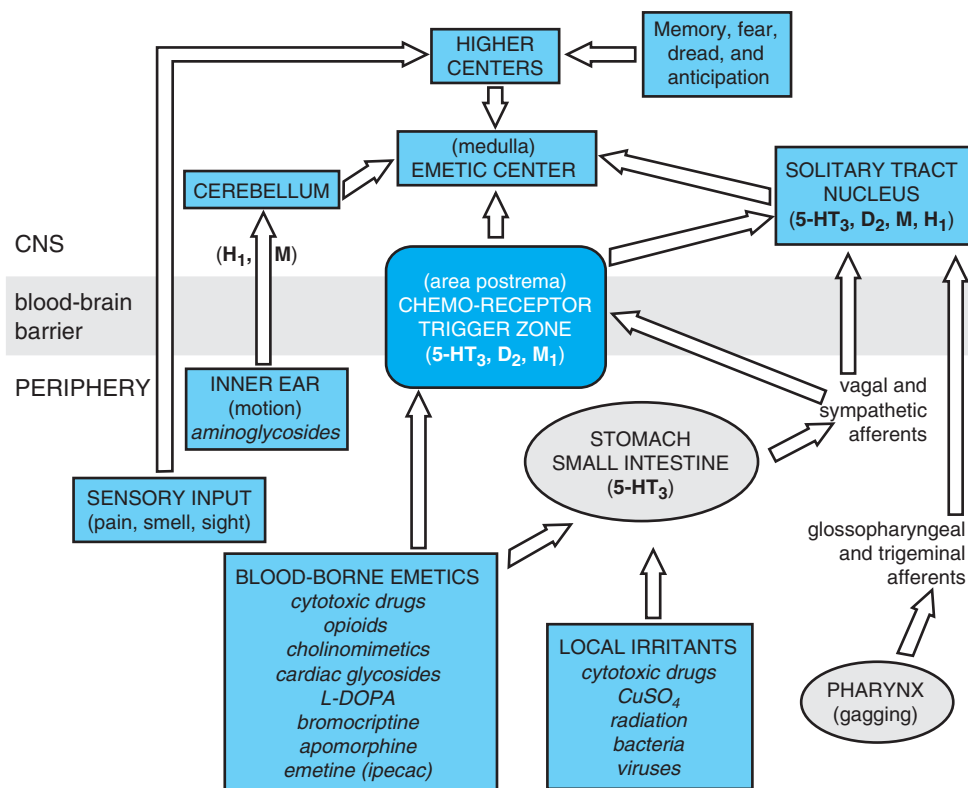 HIGHER
CENTERS
Memory, fear,
dread, and
anticipation
(medulla)
EMETIC CENTER
CEREBELLUM
SOLITARY TRACT
NUCLEUS
(5-HT3, D2, M, H1)
CNS
(H1, M)
blood-brain
barrier
(area postrema)
CHEMO-RECEPTOR
TRIGGER ZONE
(5-HT3, D2, M1)
PERIPHERY
INNER EAR
(motion)
aminoglycosides
vagal and
sympathetic
afferents
STOMACH
SMALL INTESTINE
(5-HT3)
SENSORY INPUT
(pain, smell, sight)
glossopharyngeal
and trigeminal
afferents
BLOOD-BORNE EMETICS
cytotoxic drugs
opioids
cholinomimetics
cardiac glycosides
L-DOPA
bromocriptine
apomorphine
emetine (ipecac)
LOCAL IRRITANTS
cytotoxic drugs
CuSO4
radiation
bacteria
viruses
PHARYNX
(gagging)